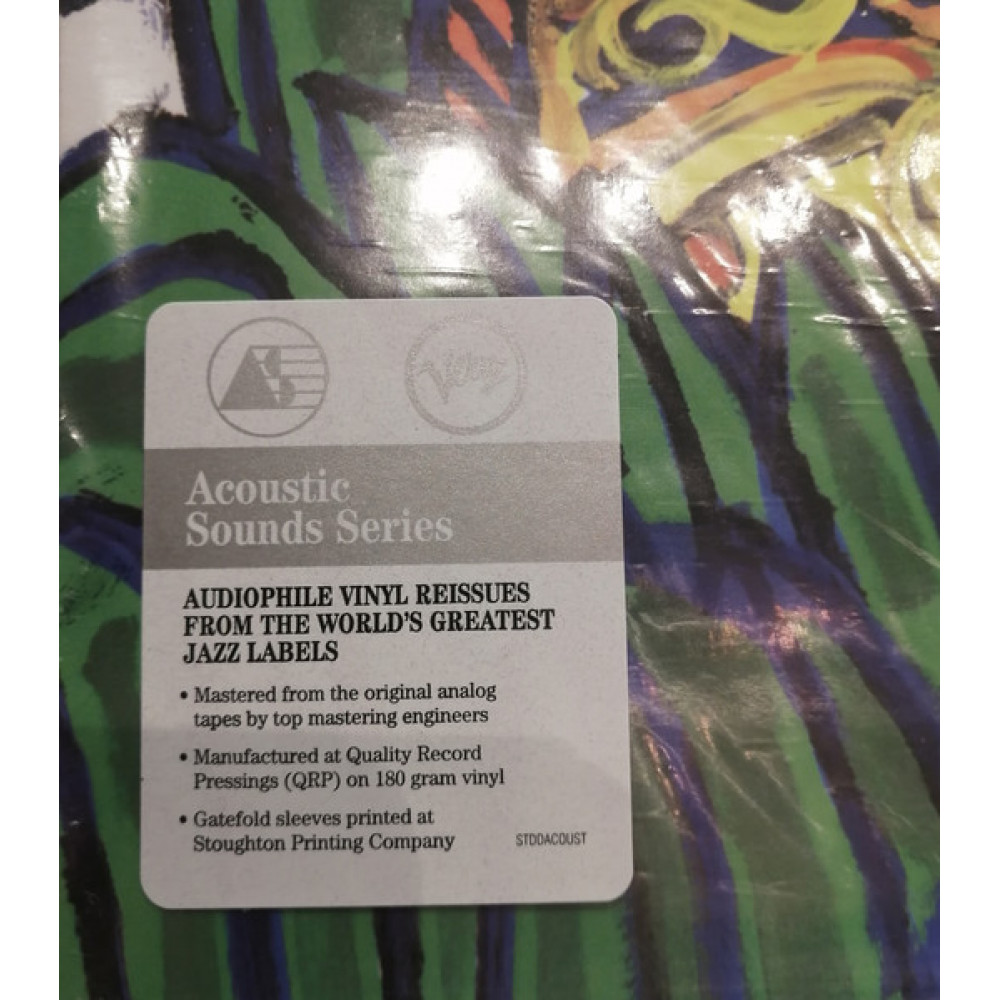 AS
Verve
Acoustic
Sounds Series
AUDIOPHILE VINYL REISSUES
FROM THE WORLD'S GREATEST
JAZZ LABELS
• Mastered from the original analog
tapes by top mastering engineers
• Manufactured at Quality Record
Pressings (QRP) on 180 gram vinyl
• Gatefold sleeves printed at
Stoughton Printing Company
STDDACOUST